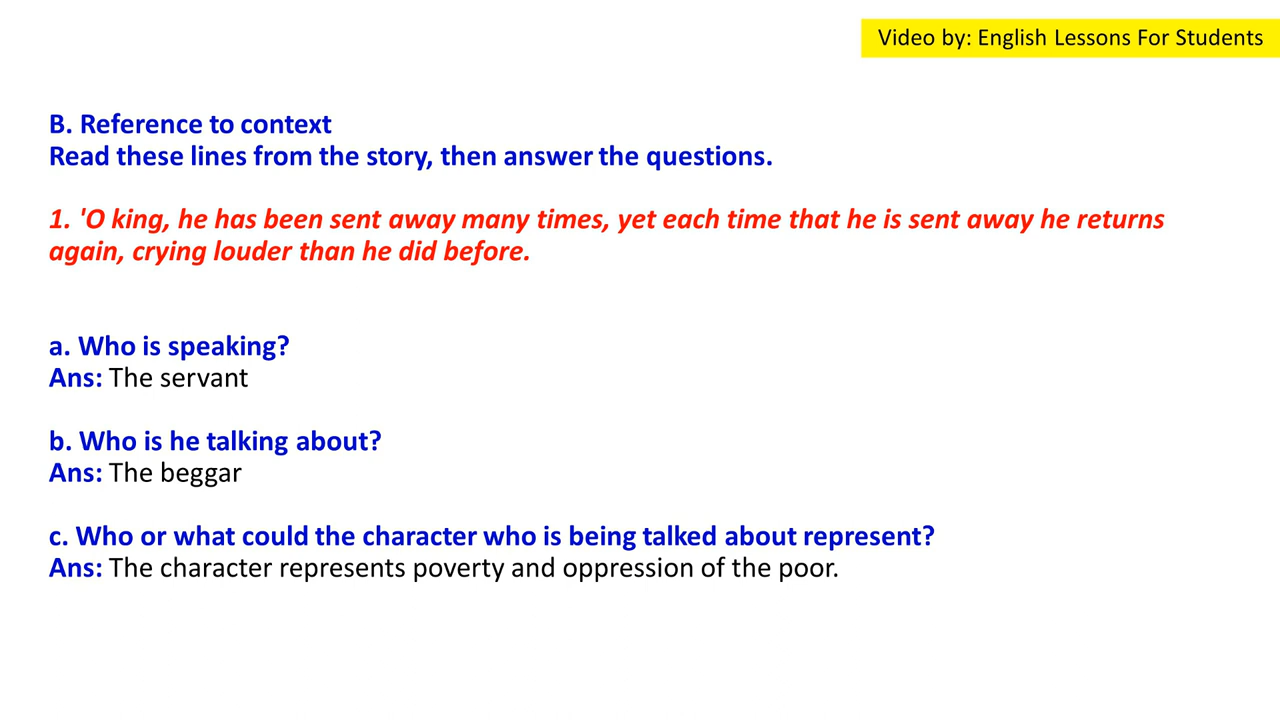 Video by: English Lessons For Students
B. Reference to context
Read these lines from the story, then answer the questions.
1. 'O king, he has been sent away many times, yet each time that he is sent away he returns
again, crying louder than he did before.
a. Who is speaking?
Ans: The servant
b. Who is he talking about?
Ans: The beggar
c. Who or what could the character who is being talked about represent?
Ans: The character represents poverty and oppression of the poor.